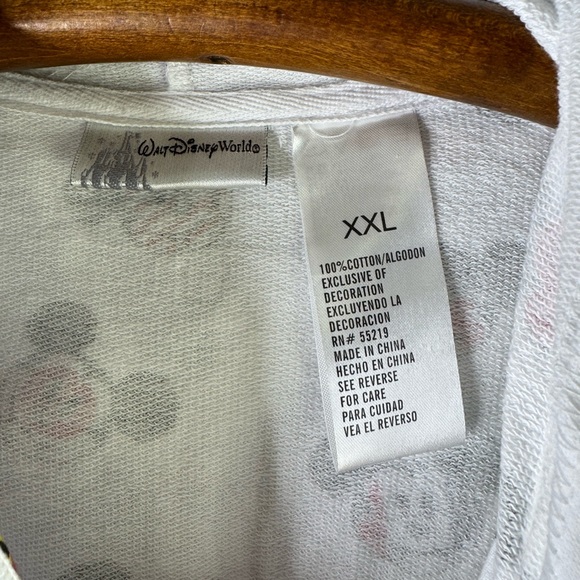 Walt Disney World®
XXL
100%COTTON/ALGODON
EXCLUSIVE OF
DECORATION
EXCLUYENDO LA
DECORACION
RN# 55219
MADE IN CHINA
HECHO EN CHINA
SEE REVERSE
FOR CARE
PARA CUIDAD
VEA EL REVERSO